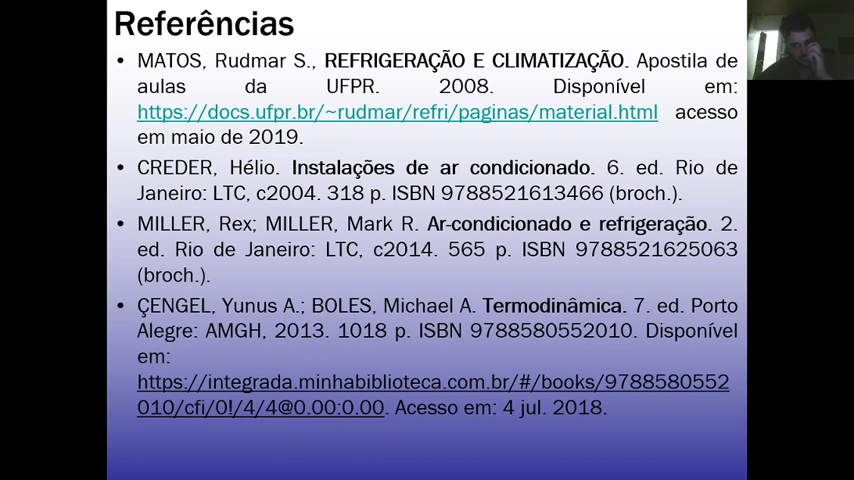 Referências
• MATOS, Rudmar S., REFRIGERAÇÃO E CLIMATIZAÇÃO. Apostila de
aulas da UFPR. 2008. Disponível em:
https://docs.ufpr.br/~rudmar/refri/paginas/material.html acesso
em maio de 2019.
• CREDER, Hélio. Instalações de ar condicionado. 6. ed. Rio de
Janeiro: LTC, c2004. 318 p. ISBN 9788521613466 (broch.).
• MILLER, Rex; MILLER, Mark R. Ar-condicionado e refrigeração. 2.
ed. Rio de Janeiro: LTC, c2014. 565 p. ISBN 9788521625063
(broch.).
• ÇENGEL, Yunus A.; BOLES, Michael A. Termodinâmica. 7. ed. Porto
Alegre: AMGH, 2013. 1018 p. ISBN 9788580552010. Disponível
em:
https://integrada.minhabiblioteca.com.br/#/books/9788580552
010/cfi/0!/4/4@0.00:0.00. Acesso em: 4 jul. 2018.